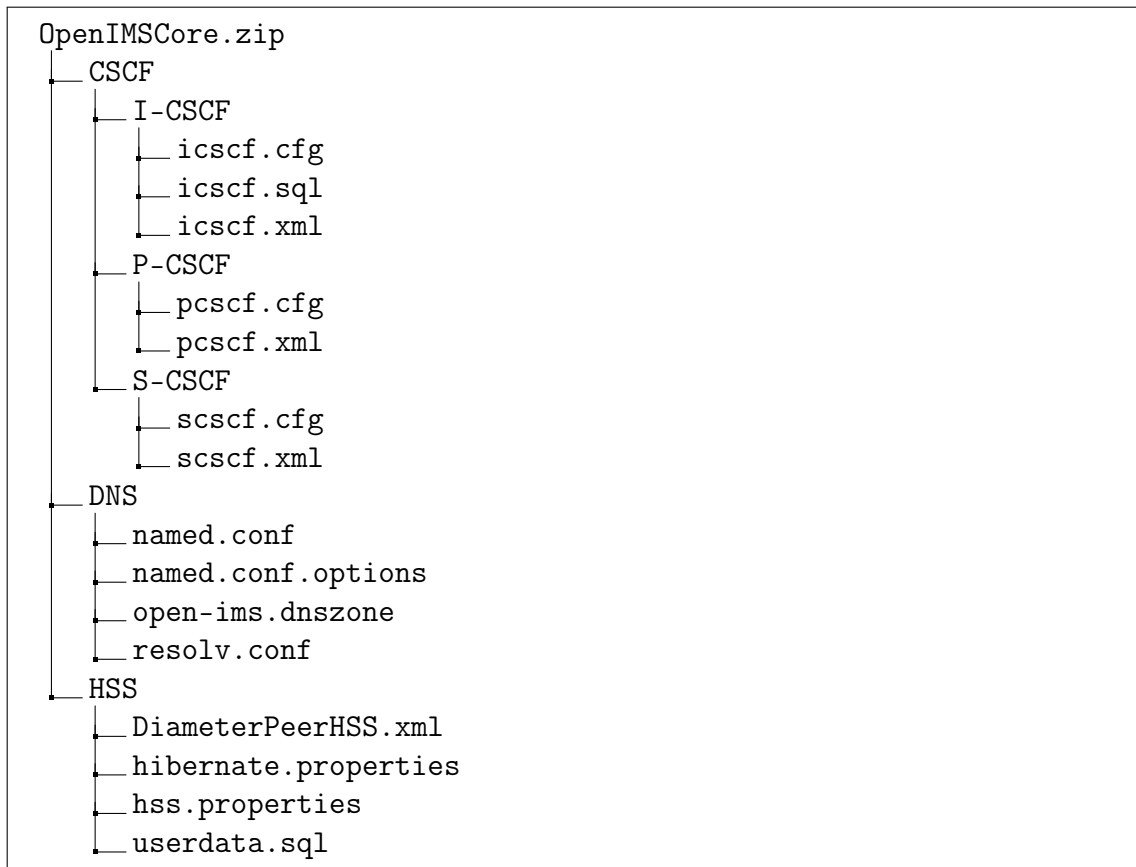 OpenIMSCore.zip
CSCF
I-CSCF
icscf.cfg
icscf.sql
icscf.xml
P-CSCF
pcscf.cfg
pcscf.xml
S-CSCF
scscf.cfg
scscf.xml
DNS
named.conf
named.conf.options
open-ims.dnszone
resolv.conf
HSS
DiameterPeerHSS.xml
hibernate.properties
hss.properties
userdata.sql